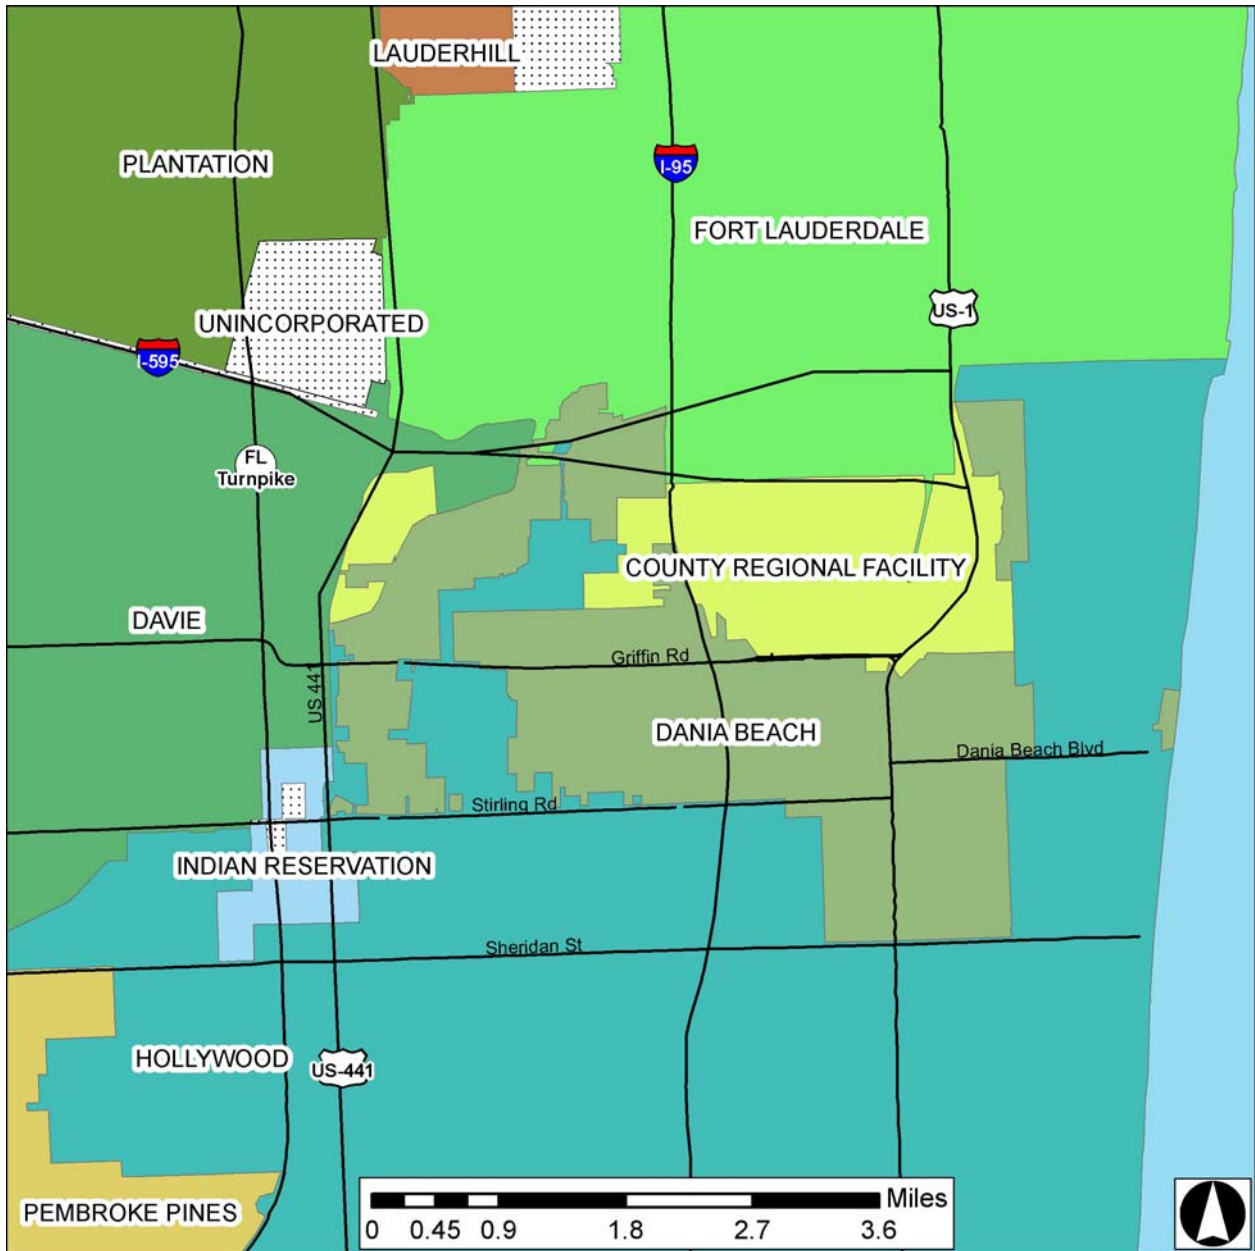 LAUDERHILL
PLANTATION
I-95
FORT LAUDERDALE
US-1
UNINCORPORATED
I-595
FL
Turnpike
COUNTY REGIONAL FACILITY
DAVIE
Griffin Rd
US 441
DANIA BEACH
Dania Beach Blvd
Stirling Rd
INDIAN RESERVATION
Sheridan St
HOLLYWOOD
US-441
PEMBROKE PINES
Miles
0 0.45 0.9 1.8 2.7 3.6